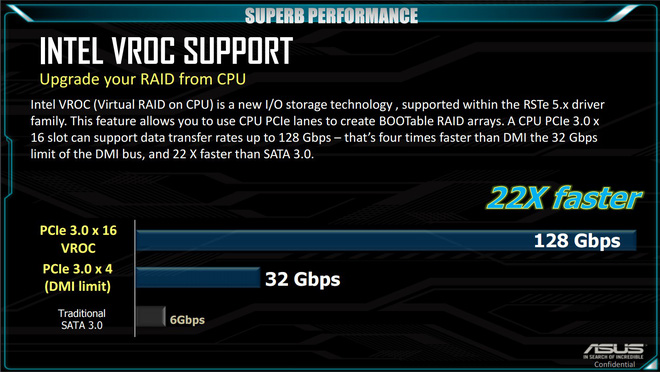 SUPERB PERFORMANCE
INTEL VROC SUPPORT
Upgrade your RAID from CPU
Intel VROC (Virtual RAID on CPU) is a new I/O storage technology , supported within the RSTe 5.x driver
family. This feature allows you to use CPU PCIe lanes to create BOOTable RAID arrays. A CPU PCIe 3.0 x
16 slot can support data transfer rates up to 128 Gbps – that's four times faster than DMI the 32 Gbps
limit of the DMI bus, and 22 X faster than SATA 3.0.
22X faster
PCIe 3.0 x 16
VROC
128 Gbps
PCIe 3.0 x 4
(DMI limit)
32 Gbps
Traditional
SATA 3.0
6Gbps
ASUS
IN SEARCH OF INCREDIBLE
Confidential